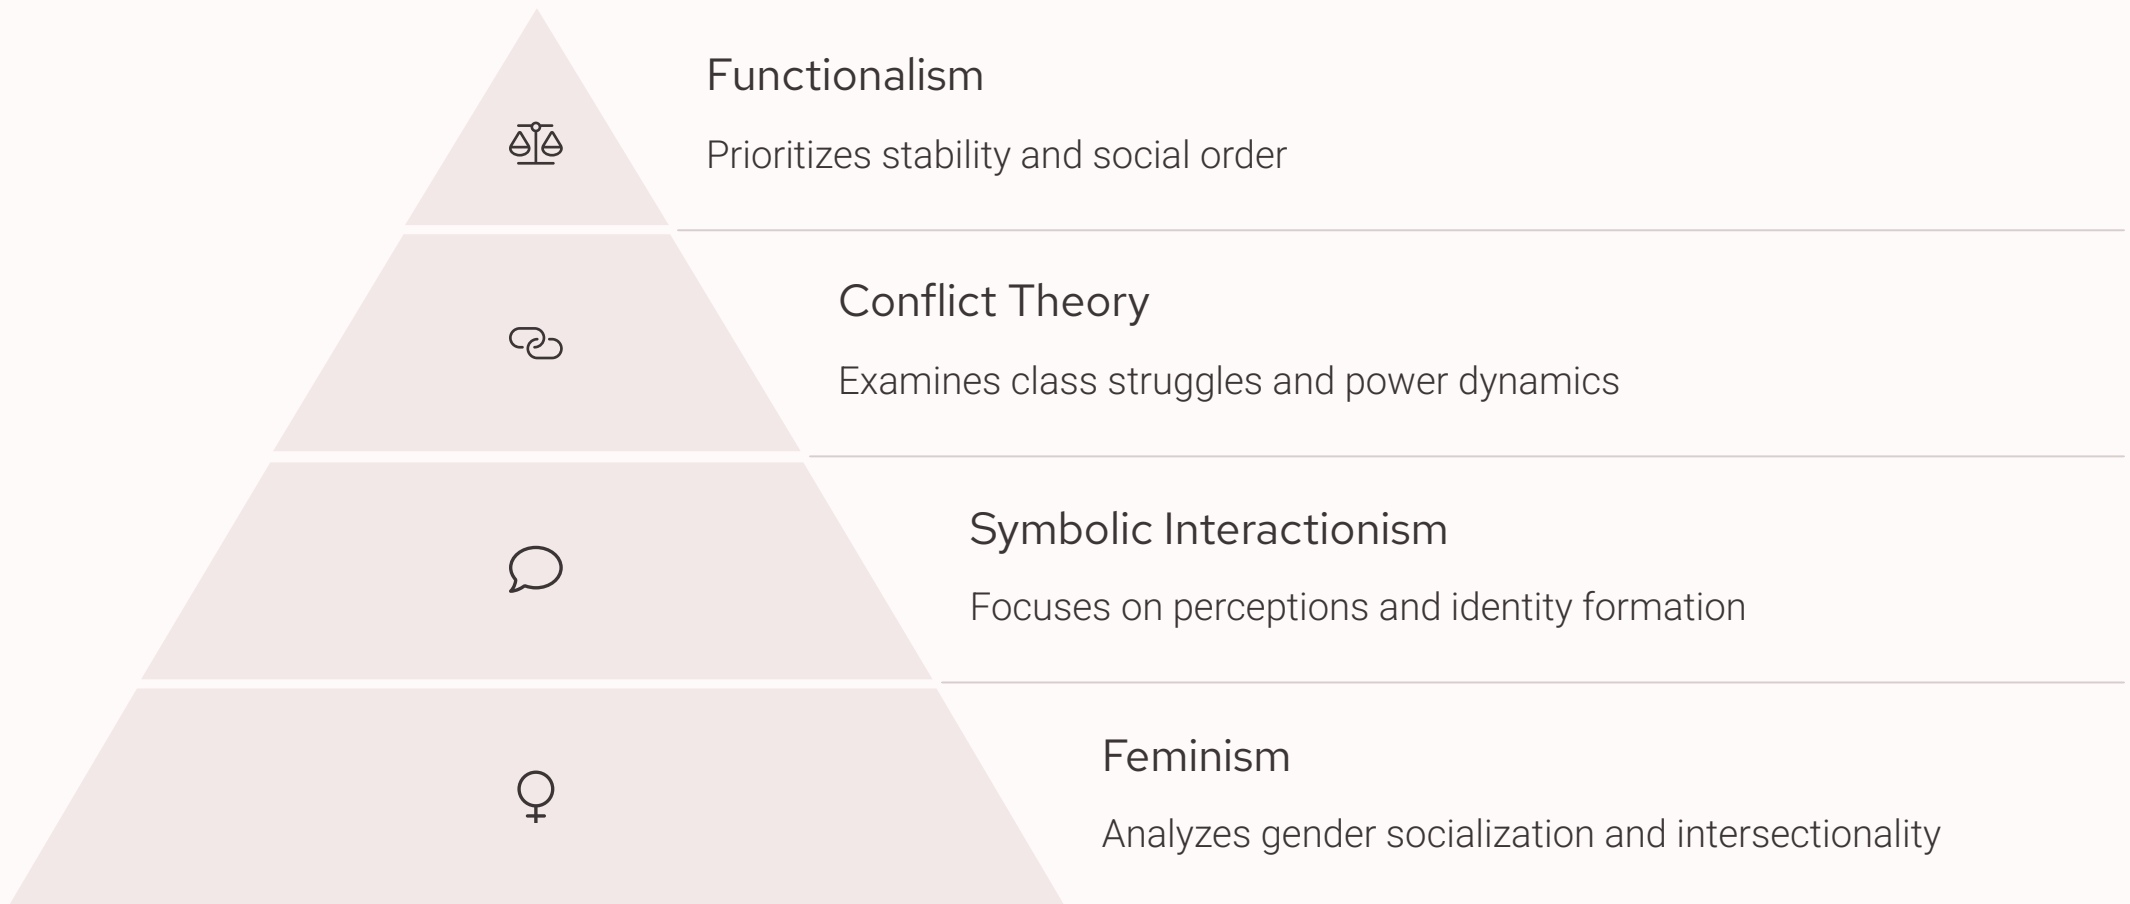 Functionalism
Prioritizes stability and social order
Conflict Theory
Examines class struggles and power dynamics
Symbolic Interactionism
Focuses on perceptions and identity formation
Feminism
Analyzes gender socialization and intersectionality